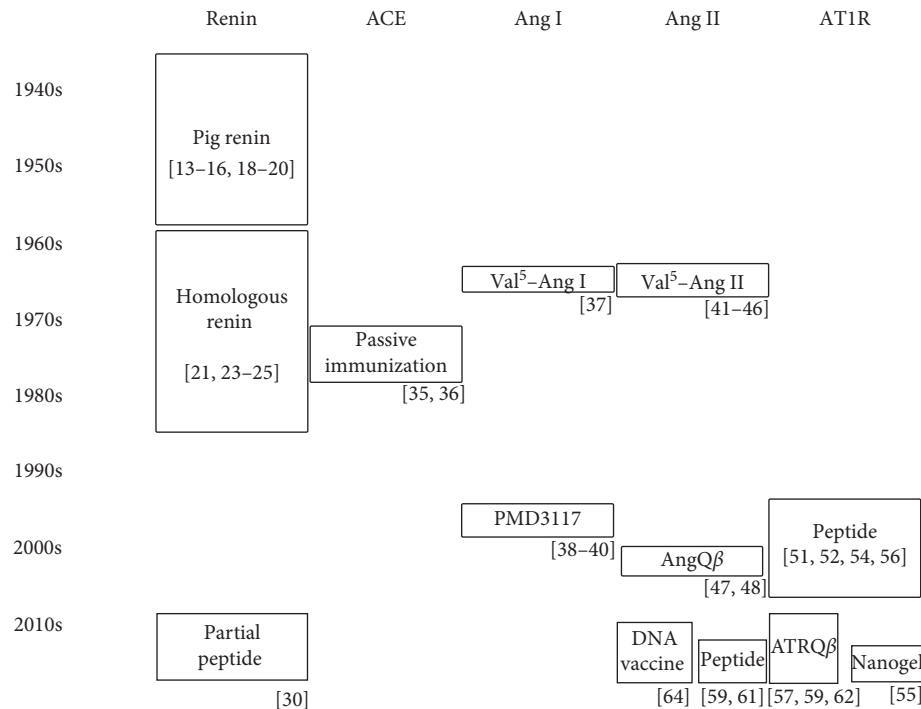 Renin ACE Ang I Ang II AT1R
1940s
Pig renin
1950s
[13–16, 18–20]
1960s
Val⁵–Ang I Val⁵–Ang II
Homologous
renin
[37] [41–46]
1970s
Passive
immunization
[21, 23–25]
[35, 36]
1980s
1990s
PMD3117
Peptide
2000s
[38–40]
AngQβ
[51, 52, 54, 56]
[47, 48]
2010s
Partial
peptide
DNA
vaccine
Peptide
ATRQβ
Nanogel
[30] [64] [59, 61] [57, 59, 62] [55]